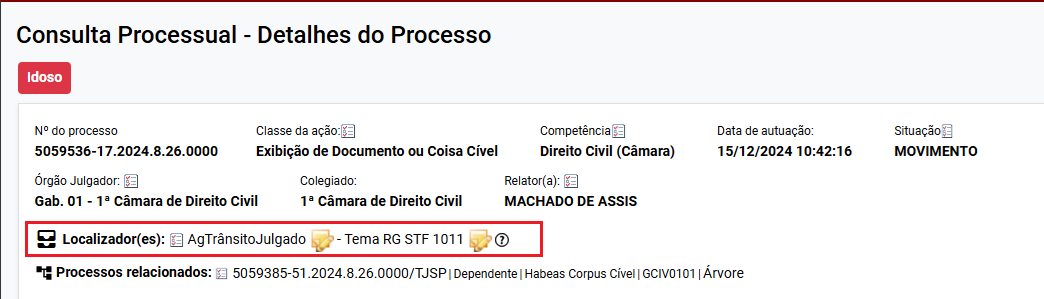 Consulta Processual - Detalhes do Processo
Idoso
Nº do processo
5059536-17.2024.8.26.0000
Classe da ação:
Exibição de Documento ou Coisa Cível
Competência
Direito Civil (Câmara)
Data de autuação:
15/12/2024 10:42:16
Situação
MOVIMENTO
Órgão Julgador:
Gab. 01 - 1ª Câmara de Direito Civil
Colegiado:
1ª Câmara de Direito Civil
Relator(a):
MACHADO DE ASSIS
Localizador(es): AgTrânsitoJulgado - Tema RG STF 1011 ?
Processos relacionados: 5059385-51.2024.8.26.0000/TJSP | Dependente | Habeas Corpus Cível | GCIV0101 | Árvore